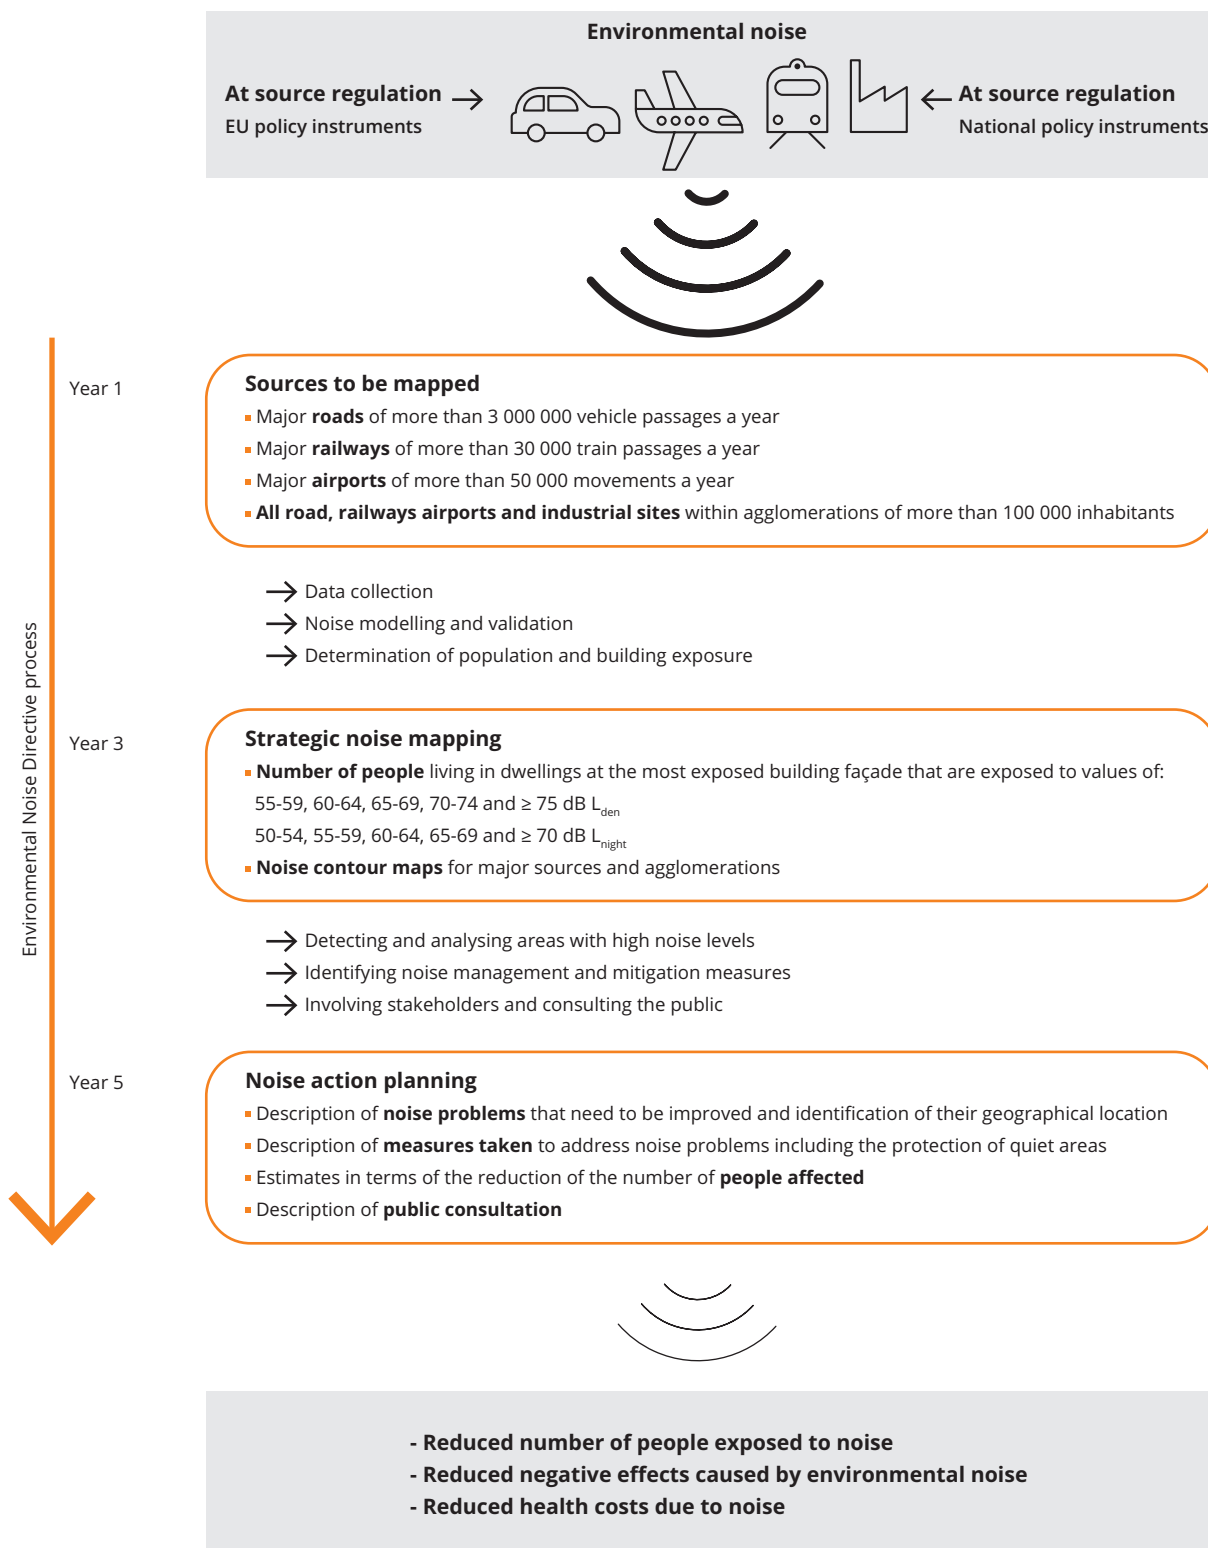 Environmental noise
At source regulation
EU policy instruments
At source regulation
National policy instruments
Environmental Noise Directive process
Year 1
Sources to be mapped
Major roads of more than 3 000 000 vehicle passages a year
Major railways of more than 30 000 train passages a year
Major airports of more than 50 000 movements a year
All road, railways airports and industrial sites within agglomerations of more than 100 000 inhabitants
Data collection
Noise modelling and validation
Determination of population and building exposure
Year 3
Strategic noise mapping
Number of people living in dwellings at the most exposed building façade that are exposed to values of:
55-59, 60-64, 65-69, 70-74 and ≥ 75 dB Lden
50-54, 55-59, 60-64, 65-69 and ≥ 70 dB Lnight
Noise contour maps for major sources and agglomerations
Detecting and analysing areas with high noise levels
Identifying noise management and mitigation measures
Involving stakeholders and consulting the public
Year 5
Noise action planning
Description of noise problems that need to be improved and identification of their geographical location
Description of measures taken to address noise problems including the protection of quiet areas
Estimates in terms of the reduction of the number of people affected
Description of public consultation
- Reduced number of people exposed to noise
- Reduced negative effects caused by environmental noise
- Reduced health costs due to noise